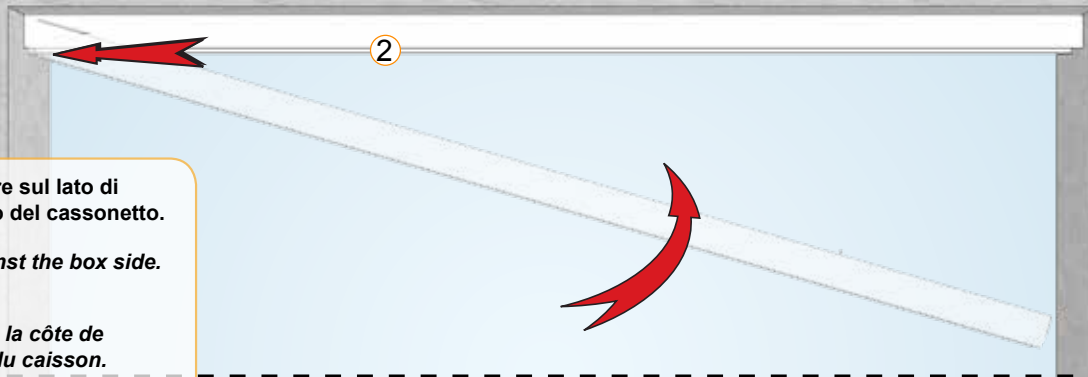 2
re sul lato di
o del cassonetto.
nst the box side.
la côte de
du caisson.